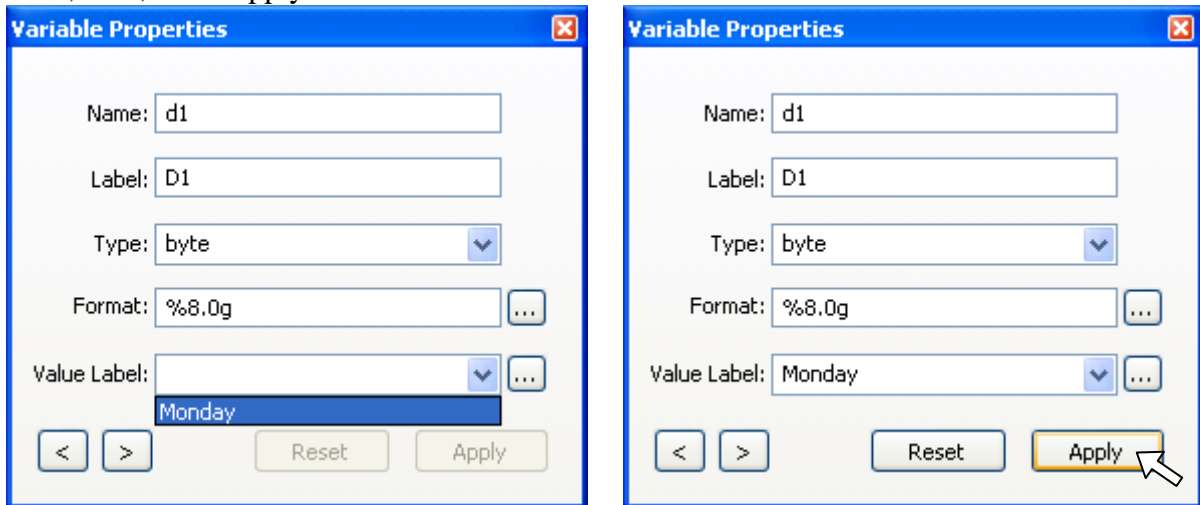 Variable Properties
Name: d1
Label: D1
Type: byte
Format: %8.0g ...
Value Label: ...
Monday
< > Reset Apply
Variable Properties
Name: d1
Label: D1
Type: byte
Format: %8.0g ...
Value Label: Monday ...
< > Reset Apply